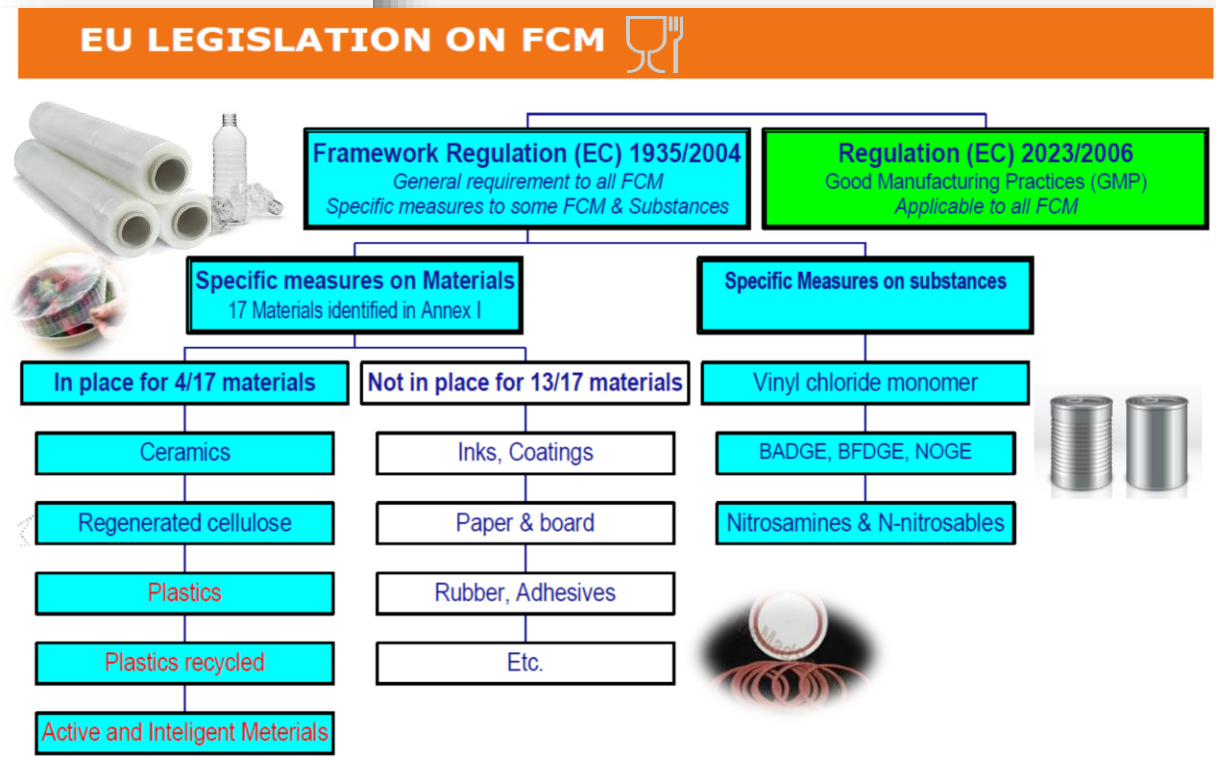 EU LEGISLATION ON FCM
Framework Regulation (EC) 1935/2004
General requirement to all FCM
Specific measures to some FCM & Substances
Regulation (EC) 2023/2006
Good Manufacturing Practices (GMP)
Applicable to all FCM
Specific measures on Materials
17 Materials identified in Annex I
Specific Measures on substances
In place for 4/17 materials
Not in place for 13/17 materials
Vinyl chloride monomer
Ceramics
Inks, Coatings
BADGE, BFDGE, NOGE
Regenerated cellulose
Paper & board
Nitrosamines & N-nitrosables
Plastics
Rubber, Adhesives
Plastics recycled
Etc.
Active and Inteligent Meterials